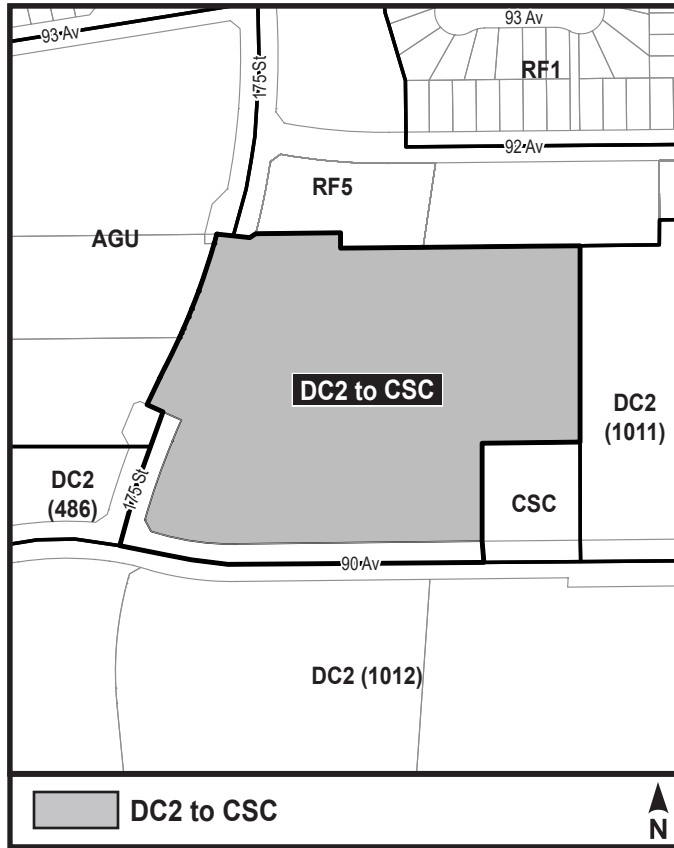 93 Av
93 Av
RF1
175 St
92 Av
RF5
AGU
DC2 to CSC
DC2
(1011)
DC2
(486)
175 St
CSC
90 Av
DC2 (1012)
DC2 to CSC
N